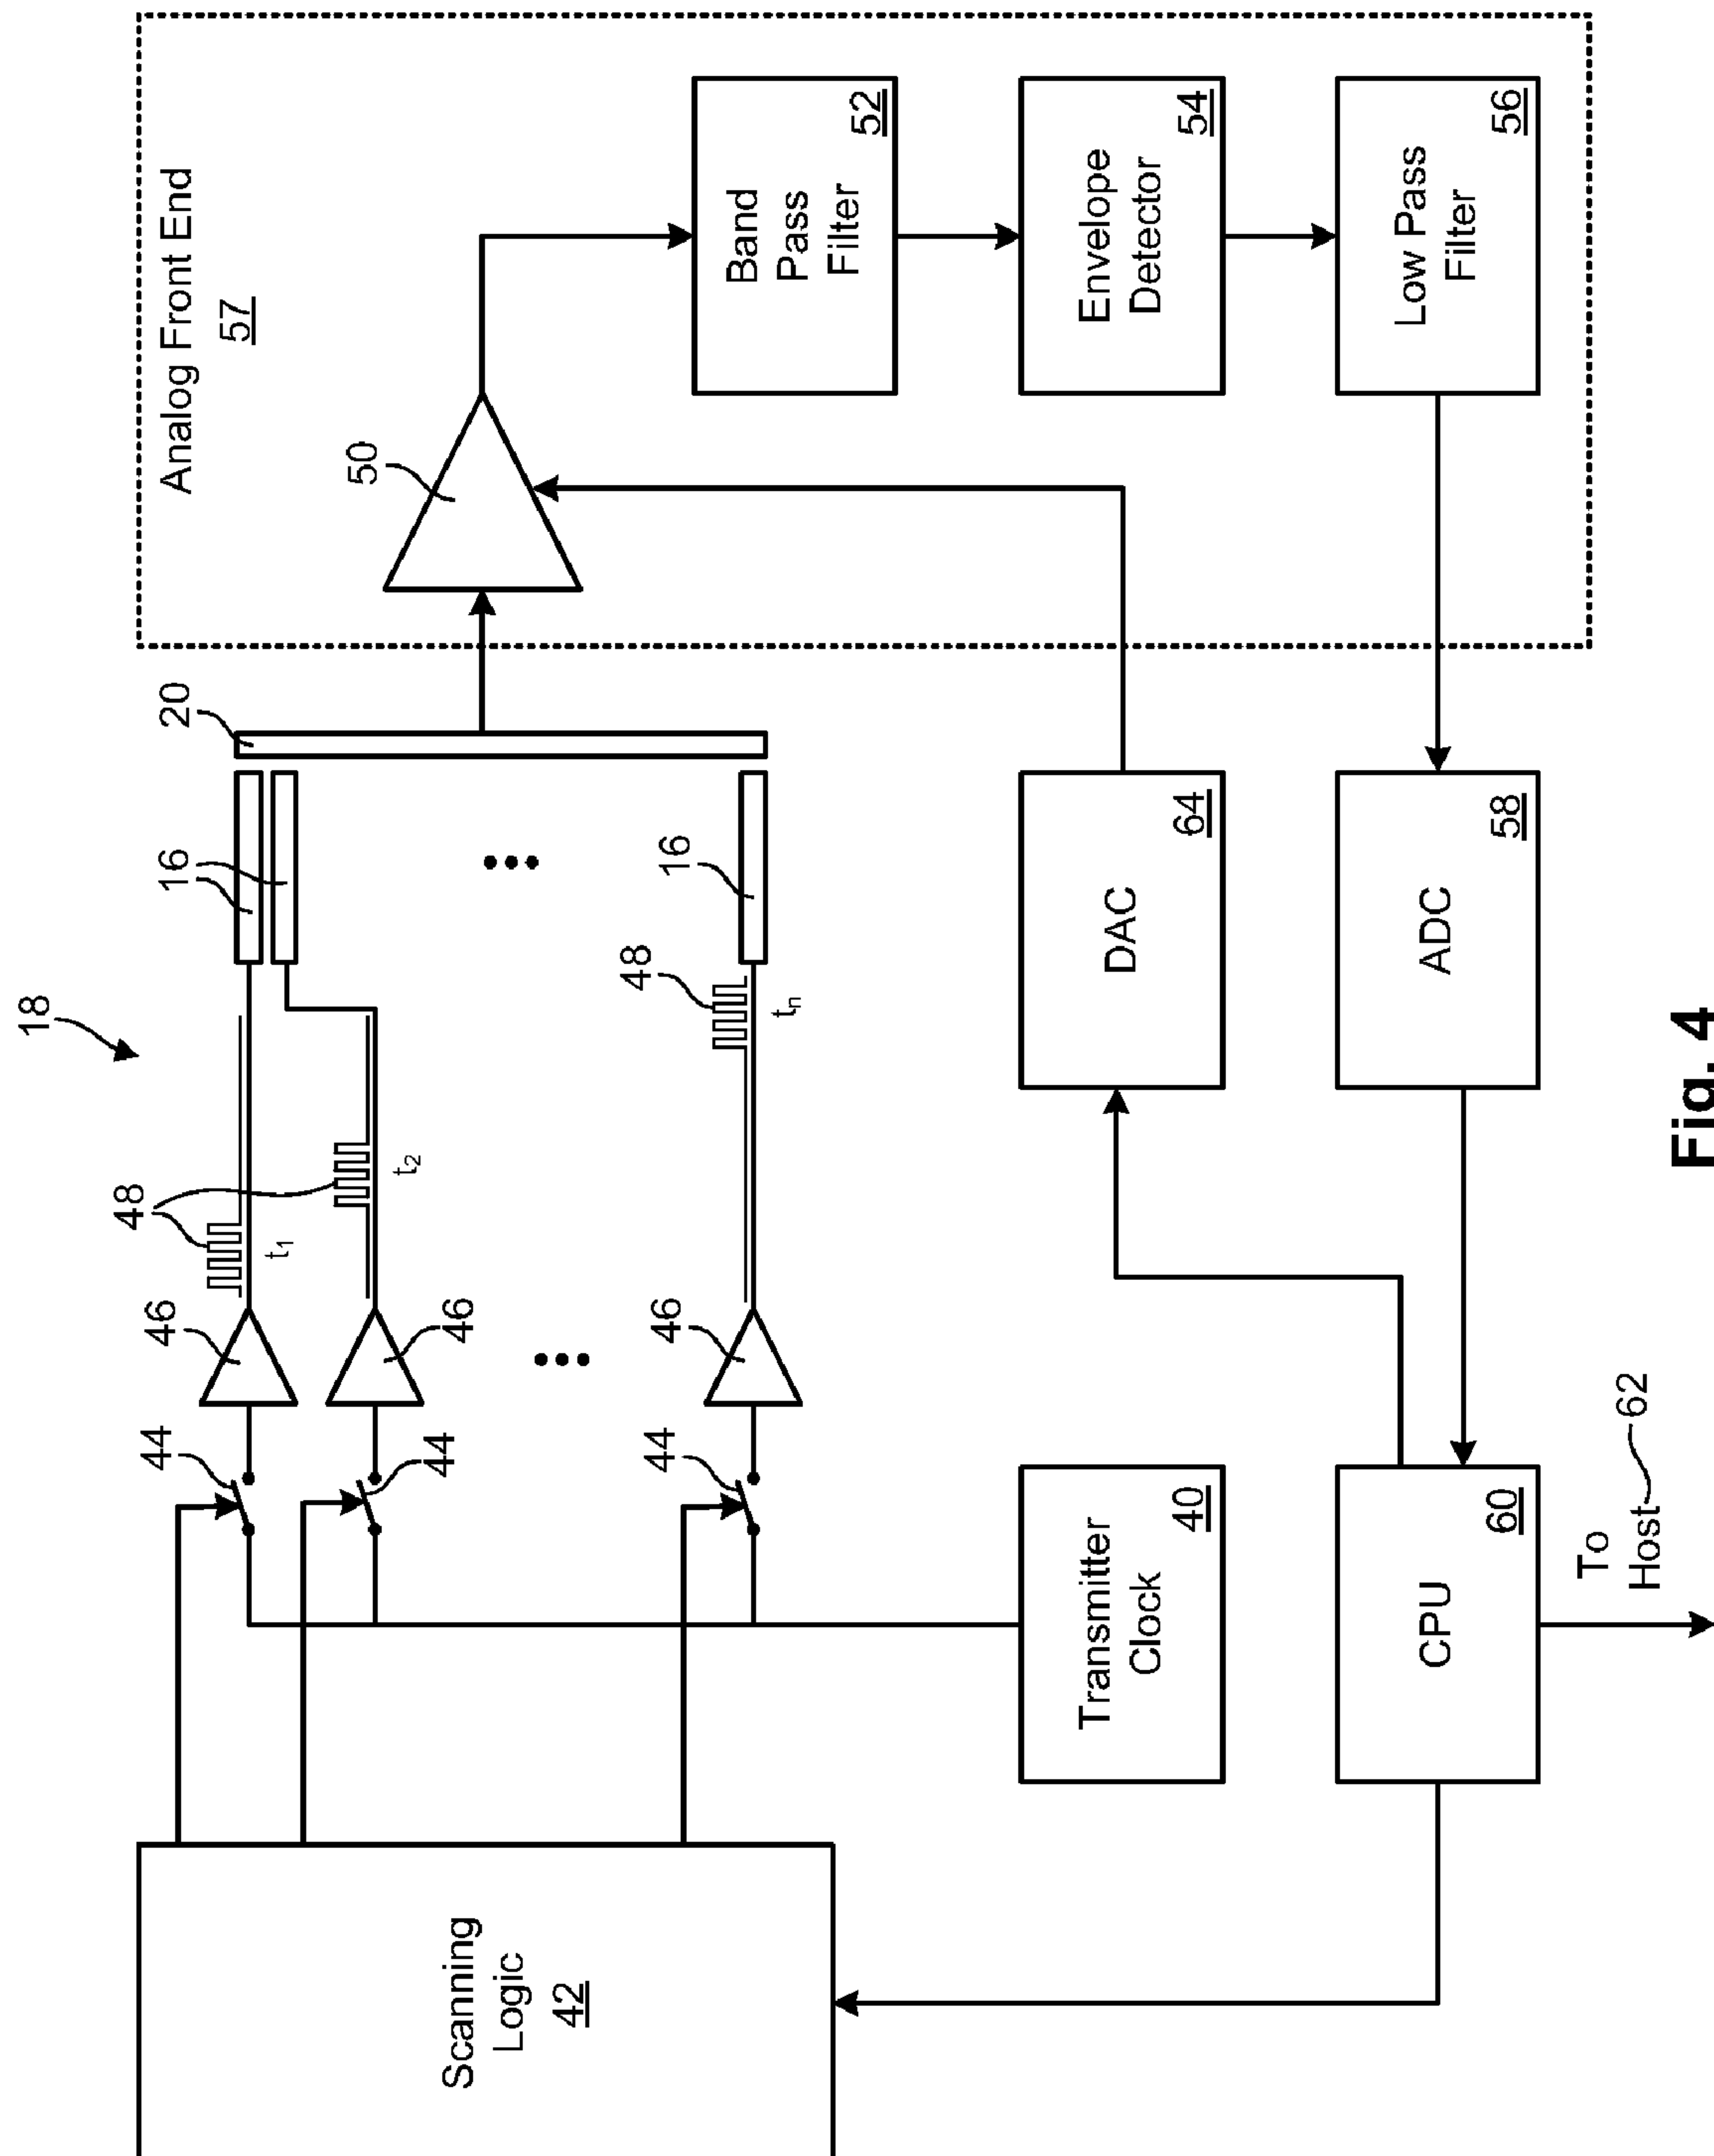 18
Scanning
Logic
42
44
44
44
46
46
46
48
t1
t2
48
tn
16
16
20
Analog Front End
57
50
Band
Pass
Filter
52
Envelope
Detector
54
Low Pass
Filter
56
Transmitter
Clock
40
DAC
64
CPU
60
ADC
58
To
Host
62
Fig. 4